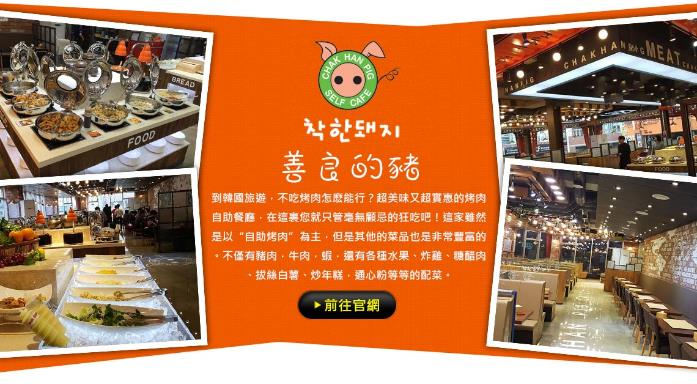 CHAK HAN PIG
SELF CAFE
착한돼지
善良的豬
到韓國旅遊，不吃烤肉怎麼能行？超美味又超實惠的烤肉
自助餐廳，在這裏您就只管毫無顧忌的狂吃吧！這家雖然
是以“自助烤肉”為主，但是其他的菜品也是非常豐富的
。不僅有豬肉，牛肉，蝦，還有各種水果、炸雞、糖醋肉
、拔絲白薯、炒年糕，通心粉等等的配菜。
前往官網
BREAD
FOOD
CHAKHAN
MEAT
FOOD